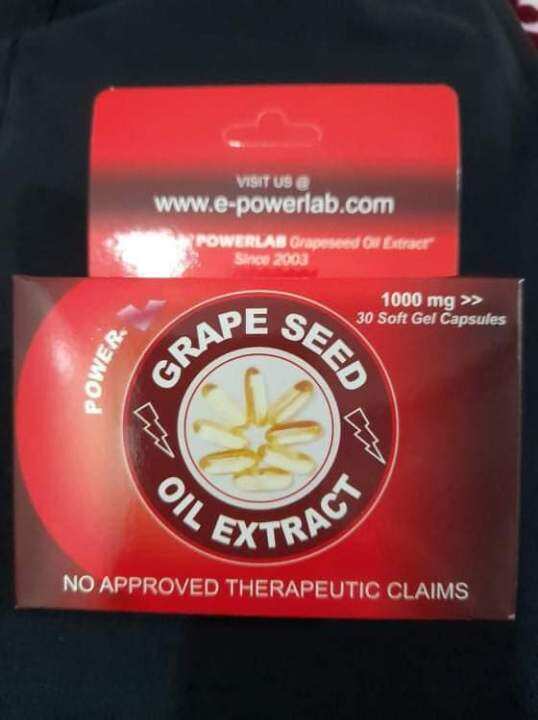 VISIT US @
www.e-powerlab.com
POWERLAB Grapeseed Oil Extract"
Since 2003
1000 mg >>
30 Soft Gel Capsules
POWER
GRAPE SEED
OIL EXTRACT
NO APPROVED THERAPEUTIC CLAIMS